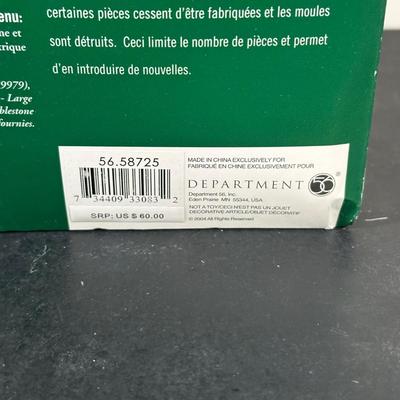 certaines pièces cessent d'être fabriquées et les moules
sont détruits. Ceci limite le nombre de pièces et permet
d'en introduire de nouvelles.
enu:
ne et
trique
9979),
- Large
blestone
fournies.
56.58725
7 34409 33083 2
SRP: US $ 60.00
MADE IN CHINA EXCLUSIVELY FOR
FABRIQUÉ EN CHINE EXCLUSIVEMENT POUR
DEPARTMENT 56®
Department 56, Inc.
Eden Prairie MN 55344, USA
NOT A TOY/CECI N'EST PAS UN JOUET
DECORATIVE ARTICLE/OBJET DÉCORATIF
© 2004 All Rights Reserved